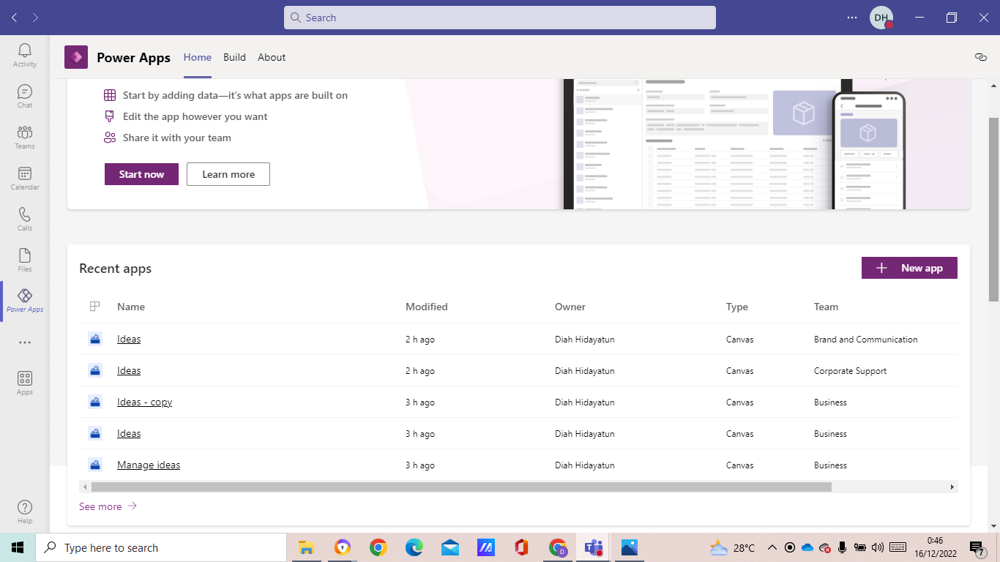 Search
DH
Activity
Chat
Teams
Calendar
Calls
Files
Power Apps
Apps
Help
Power Apps Home Build About
Start by adding data—it's what apps are built on
Edit the app however you want
Share it with your team
Start now Learn more
Recent apps
New app
Name Modified Owner Type Team
Ideas 2 h ago Diah Hidayatun Canvas Brand and Communication
Ideas 2 h ago Diah Hidayatun Canvas Corporate Support
Ideas - copy 3 h ago Diah Hidayatun Canvas Business
Ideas 3 h ago Diah Hidayatun Canvas Business
Manage ideas 3 h ago Diah Hidayatun Canvas Business
See more
Type here to search
D
28°C
0:46
16/12/2022
7